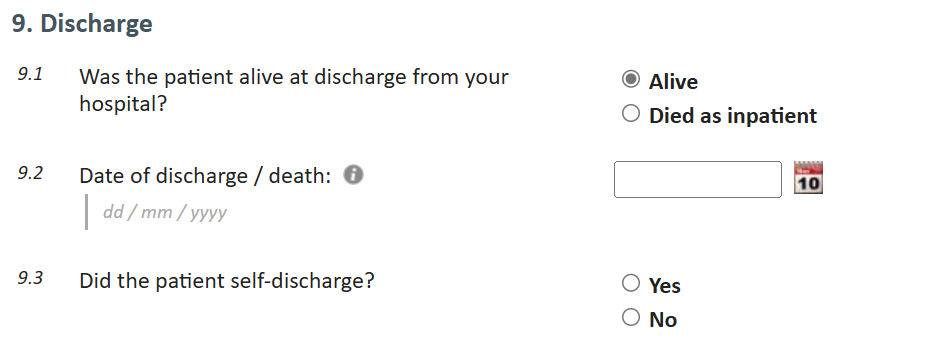 9. Discharge
9.1 Was the patient alive at discharge from your
hospital?
Alive
Died as inpatient
9.2 Date of discharge / death: i
dd / mm / yyyy
10
9.3 Did the patient self-discharge?
Yes
No